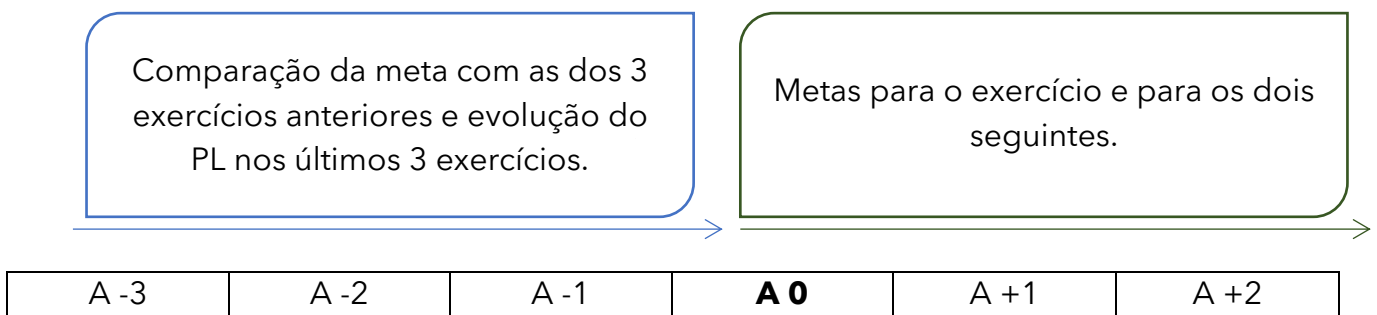 Comparação da meta com as dos 3
exercícios anteriores e evolução do
PL nos últimos 3 exercícios.
Metas para o exercício e para os dois
seguintes.
A -3 A -2 A -1 A 0 A +1 A +2